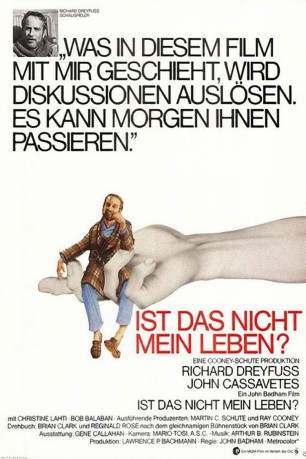 RICHARD DREYFUSS
SCHAUSPIELER
„WAS IN DIESEM FILM
MIT MIR GESCHIEHT, WIRD
DISKUSSIONEN AUSLÖSEN.
ES KANN MORGEN IHNEN
PASSIEREN.”
IST DAS NICHT
MEIN LEBEN?
EINE COONEY-SCHUTE PRODUKTION
RICHARD DREYFUSS
JOHN CASSAVETES
Ein John Badham Film
IST DAS NICHT MEIN LEBEN?
mit CHRISTINE LAHTI · BOB BALABAN · Ausführende Produzenten: MARTIN C. SCHUTE und RAY COONEY
Drehbuch: BRIAN CLARK und REGINALD ROSE nach dem gleichnamigen Bühnenstück von BRIAN CLARK
Ausstattung: GENE CALLAHAN · Kamera: MARIO TOSI, A.S.C. · Musik: ARTHUR B. RUBINSTEIN
Produktion: LAWRENCE P. BACHMANN · Regie: JOHN BADHAM · Metrocolor®